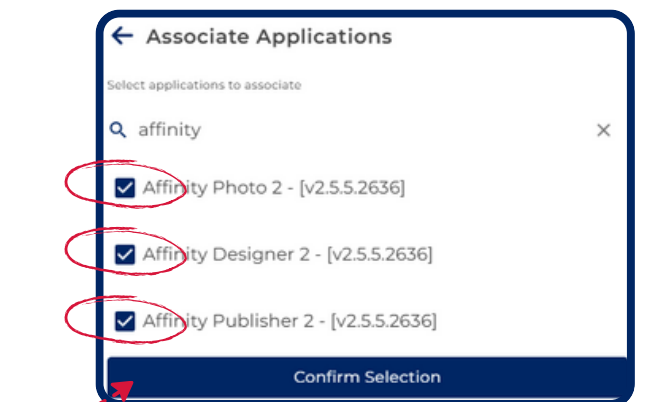 Associate Applications
Select applications to associate
affinity
Affinity Photo 2 - [v2.5.5.2636]
Affinity Designer 2 - [v2.5.5.2636]
Affinity Publisher 2 - [v2.5.5.2636]
Confirm Selection